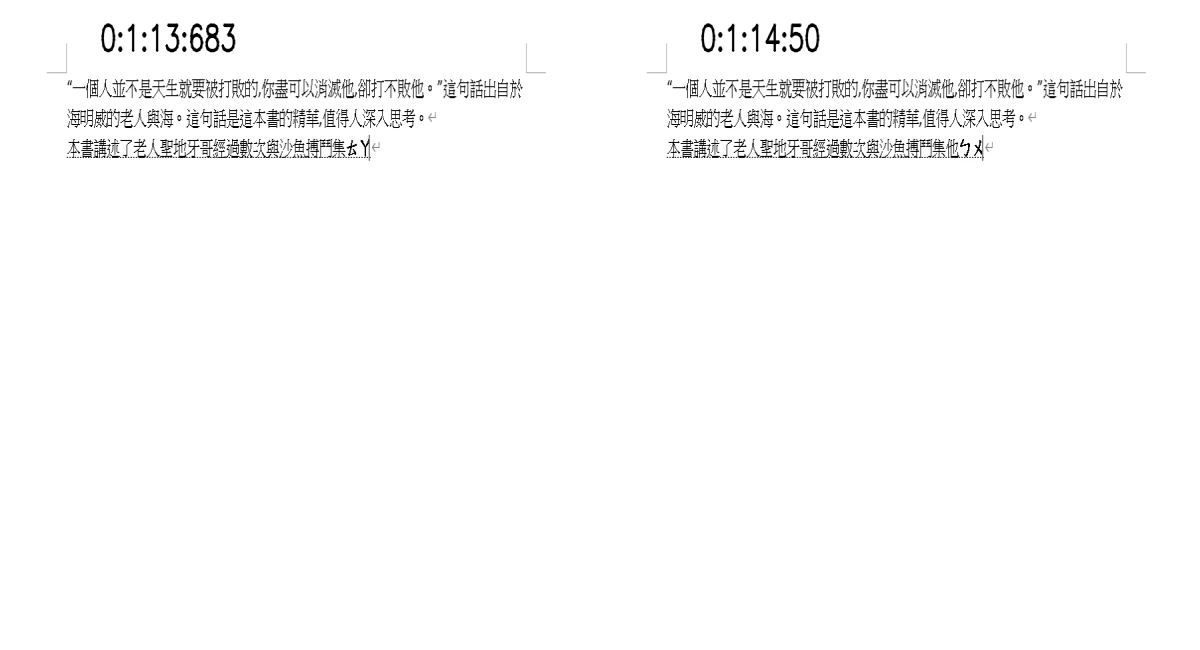 0:1:13:683
“一個人並不是天生就要被打敗的,你盡可以消滅他,卻打不敗他。”這句話出自於
海明威的老人與海。這句話是這本書的精華,值得人深入思考。↵
本書講述了老人聖地牙哥經過數次與沙魚搏鬥集ㄊㄚ↵
0:1:14:50
“一個人並不是天生就要被打敗的,你盡可以消滅他,卻打不敗他。”這句話出自於
海明威的老人與海。這句話是這本書的精華,值得人深入思考。↵
本書講述了老人聖地牙哥經過數次與沙魚搏鬥集他ㄅㄨ↵